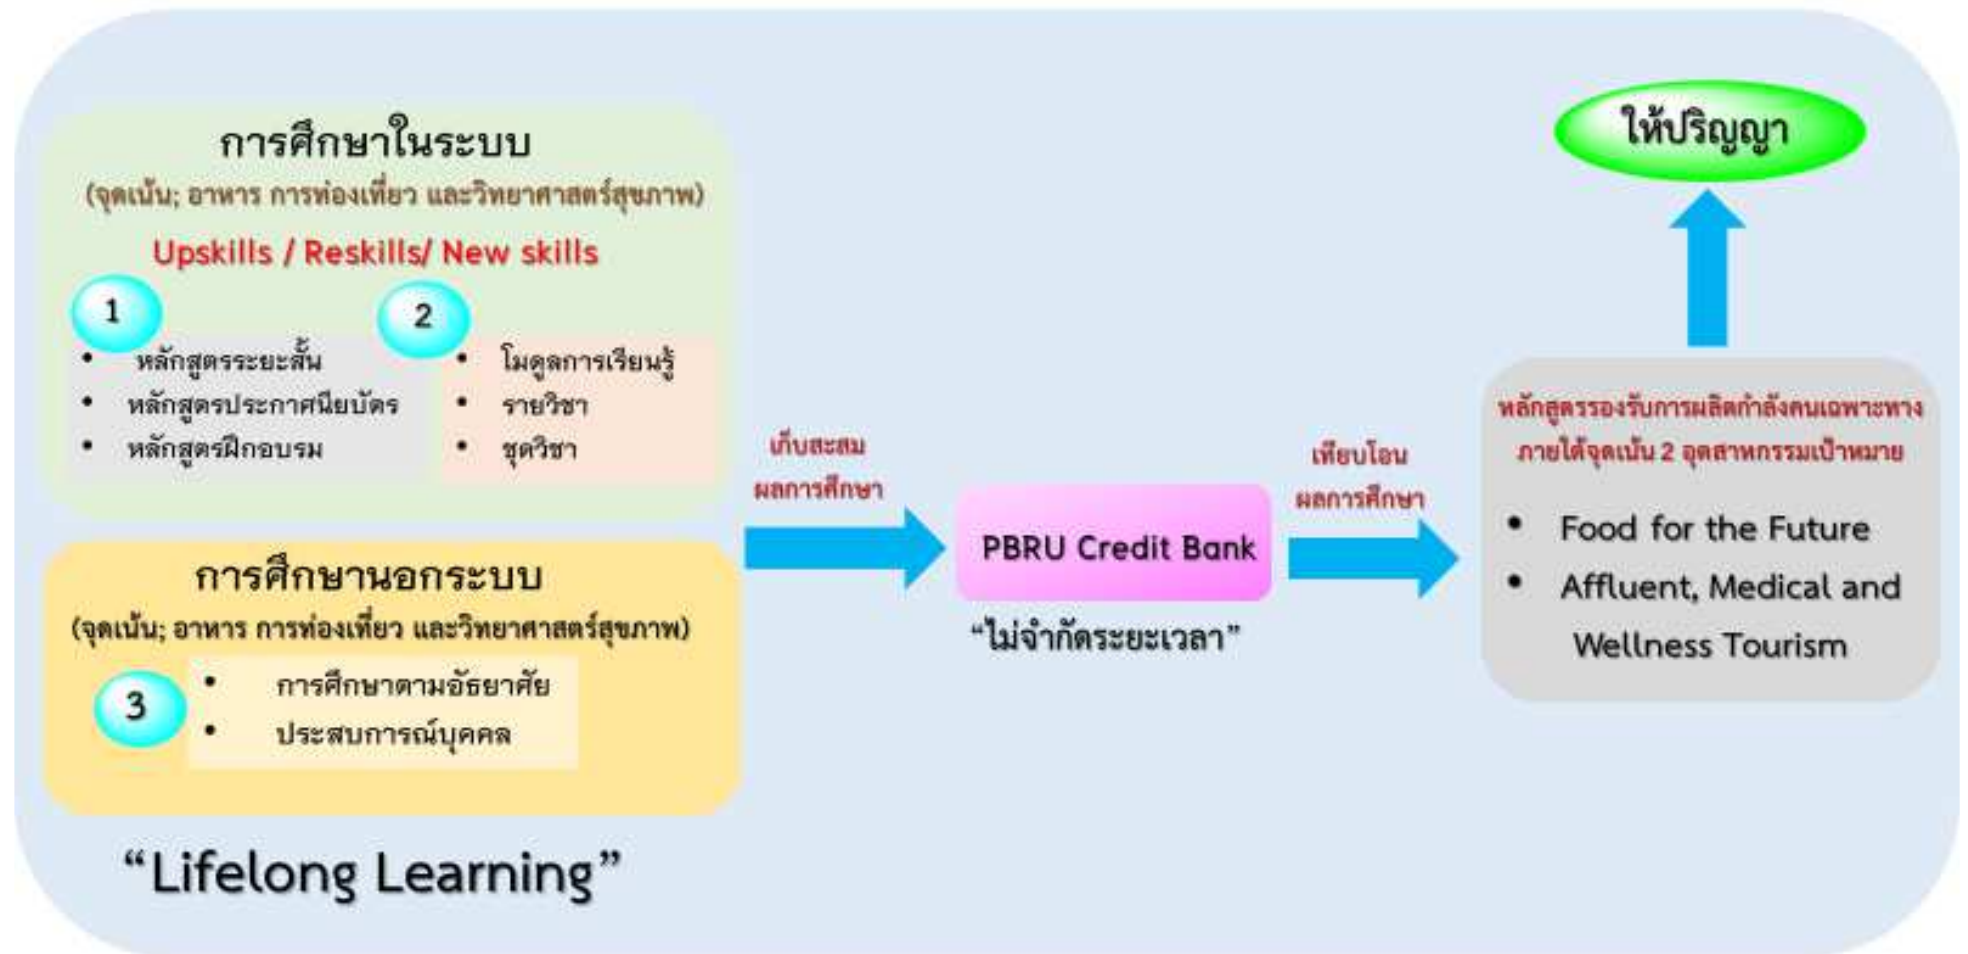 การศึกษาในระบบ
(จุดเน้น; อาหาร การท่องเที่ยว และวิทยาศาสตร์สุขภาพ)
Upskills / Reskills/ New skills
1
• หลักสูตรระยะสั้น
• หลักสูตรประกาศนียบัตร
• หลักสูตรฝึกอบรม
2
• โมดูลการเรียนรู้
• รายวิชา
• ชุดวิชา
การศึกษานอกระบบ
(จุดเน้น; อาหาร การท่องเที่ยว และวิทยาศาสตร์สุขภาพ)
3
• การศึกษาตามอัธยาศัย
• ประสบการณ์บุคคล
“Lifelong Learning”
เก็บสะสม
ผลการศึกษา
PBRU Credit Bank
“ไม่จำกัดระยะเวลา”
เทียบโอน
ผลการศึกษา
ให้ปริญญา
หลักสูตรรองรับการผลิตกำลังคนเฉพาะทาง
ภายใต้จุดเน้น 2 อุตสาหกรรมเป้าหมาย
• Food for the Future
• Affluent, Medical and
Wellness Tourism